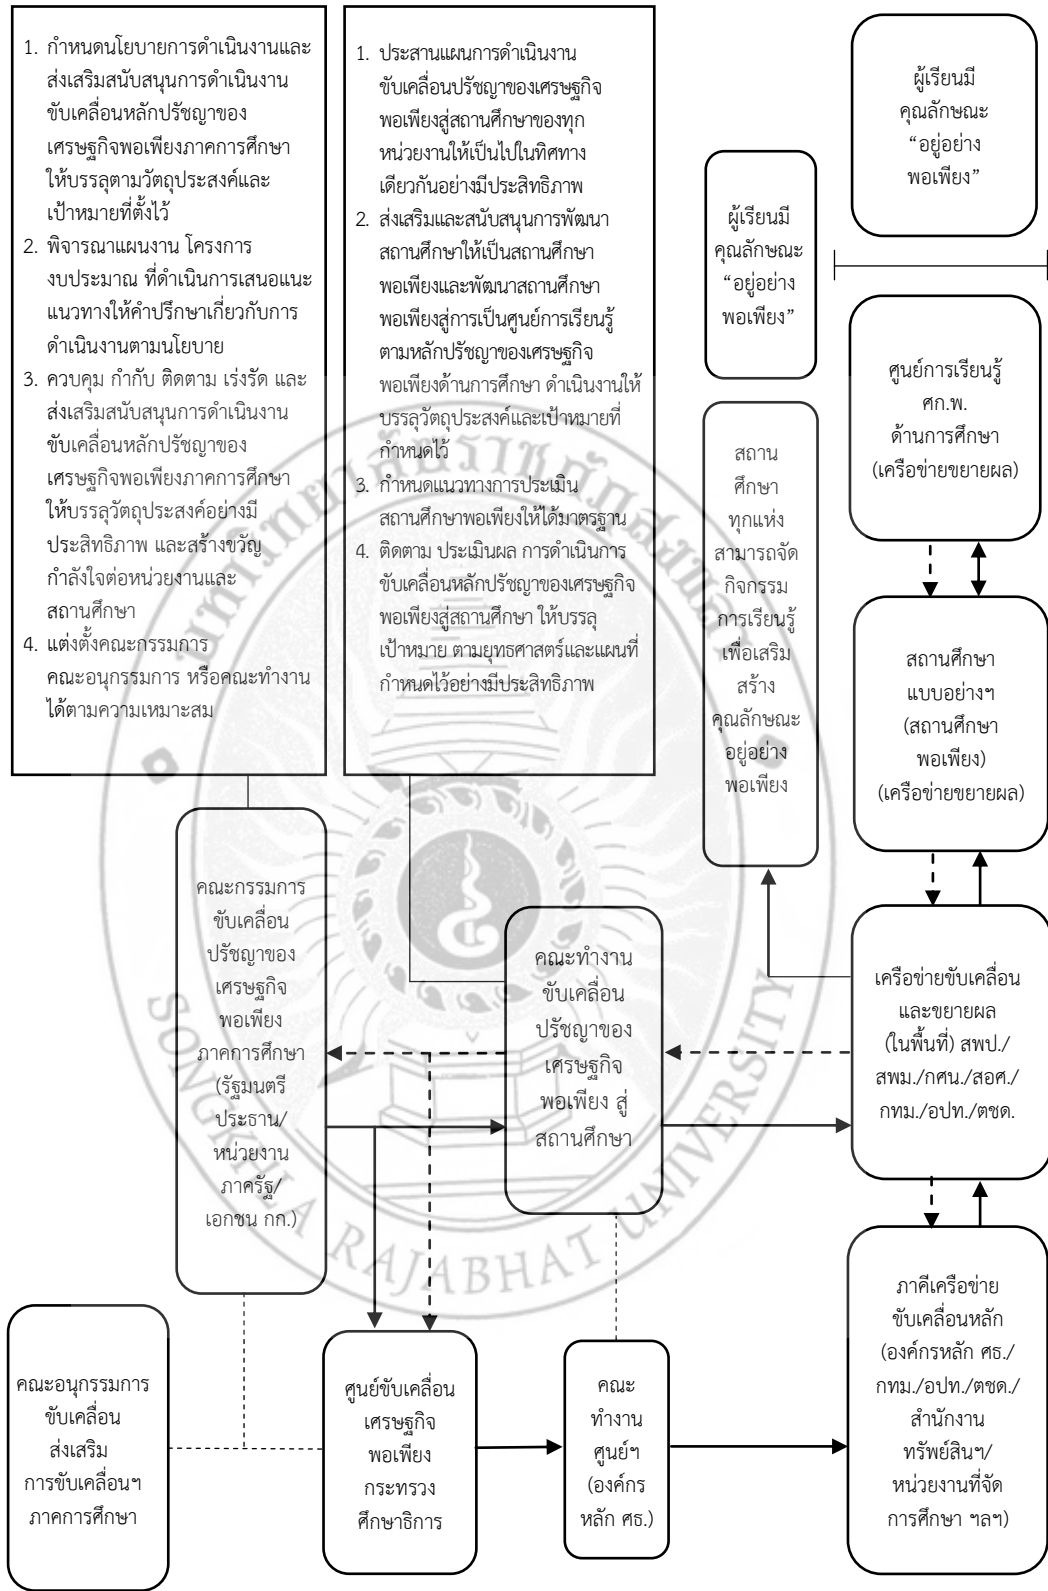 1. กำหนดนโยบายการดำเนินงานและ
ส่งเสริมสนับสนุนการดำเนินงาน
ขับเคลื่อนหลักปรัชญาของ
เศรษฐกิจพอเพียงภาคการศึกษา
ให้บรรลุตามวัตถุประสงค์และ
เป้าหมายที่ตั้งไว้
2. พิจารณาแผนงาน โครงการ
งบประมาณ ที่ดำเนินการเสนอแนะ
แนวทางให้คำปรึกษาเกี่ยวกับการ
ดำเนินงานตามนโยบาย
3. ควบคุม กำกับ ติดตาม เร่งรัด และ
ส่งเสริมสนับสนุนการดำเนินงาน
ขับเคลื่อนหลักปรัชญาของ
เศรษฐกิจพอเพียงภาคการศึกษา
ให้บรรลุวัตถุประสงค์อย่างมี
ประสิทธิภาพ และสร้างขวัญ
กำลังใจต่อหน่วยงานและ
สถานศึกษา
4. แต่งตั้งคณะกรรมการ
คณะอนุกรรมการ หรือคณะทำงาน
ได้ตามความเหมาะสม
1. ประสานแผนการดำเนินงาน
ขับเคลื่อนปรัชญาของเศรษฐกิจ
พอเพียงสู่สถานศึกษาของทุก
หน่วยงานให้เป็นไปในทิศทาง
เดียวกันอย่างมีประสิทธิภาพ
2. ส่งเสริมและสนับสนุนการพัฒนา
สถานศึกษาให้เป็นสถานศึกษา
พอเพียงและพัฒนาสถานศึกษา
พอเพียงสู่การเป็นศูนย์การเรียนรู้
ตามหลักปรัชญาของเศรษฐกิจ
พอเพียงด้านการศึกษา ดำเนินงานให้
บรรลุวัตถุประสงค์และเป้าหมายที่
กำหนดไว้
3. กำหนดแนวทางการประเมิน
สถานศึกษาพอเพียงให้ได้มาตรฐาน
4. ติดตาม ประเมินผล การดำเนินการ
ขับเคลื่อนหลักปรัชญาของเศรษฐกิจ
พอเพียงสู่สถานศึกษา ให้บรรลุ
เป้าหมาย ตามยุทธศาสตร์และแผนที่
กำหนดไว้อย่างมีประสิทธิภาพ
ผู้เรียนมี
คุณลักษณะ
“อยู่อย่าง
พอเพียง”
ผู้เรียนมี
คุณลักษณะ
“อยู่อย่าง
พอเพียง”
ศูนย์การเรียนรู้
ศก.พ.
ด้านการศึกษา
(เครือข่ายขยายผล)
สถาน
ศึกษา
ทุกแห่ง
สามารถจัด
กิจกรรม
การเรียนรู้
เพื่อเสริม
สร้าง
คุณลักษณะ
อยู่อย่าง
พอเพียง
สถานศึกษา
แบบอย่างฯ
(สถานศึกษา
พอเพียง)
(เครือข่ายขยายผล)
คณะกรรมการ
ขับเคลื่อน
ปรัชญาของ
เศรษฐกิจ
พอเพียง
ภาคการศึกษา
(รัฐมนตรี
ประธาน/
หน่วยงาน
ภาครัฐ/
เอกชน กก.)
คณะทำงาน
ขับเคลื่อน
ปรัชญาของ
เศรษฐกิจ
พอเพียง สู่
สถานศึกษา
เครือข่ายขับเคลื่อน
และขยายผล
(ในพื้นที่) สพป./
สพม./กศน./สอศ./
กทม./อปท./ตชด.
คณะอนุกรรมการ
ขับเคลื่อน
ส่งเสริม
การขับเคลื่อนฯ
ภาคการศึกษา
ศูนย์ขับเคลื่อน
เศรษฐกิจ
พอเพียง
กระทรวง
ศึกษาธิการ
คณะ
ทำงาน
ศูนย์ฯ
(องค์กร
หลัก ศธ.)
ภาคีเครือข่าย
ขับเคลื่อนหลัก
(องค์กรหลัก ศธ./
กทม./อปท./ตชด./
สำนักงาน
ทรัพย์สินฯ/
หน่วยงานที่จัด
การศึกษา ฯลฯ)
มหาวิทยาลัยราชภัฏสงขลา
SONGKHLA RAJABHAT UNIVERSITY